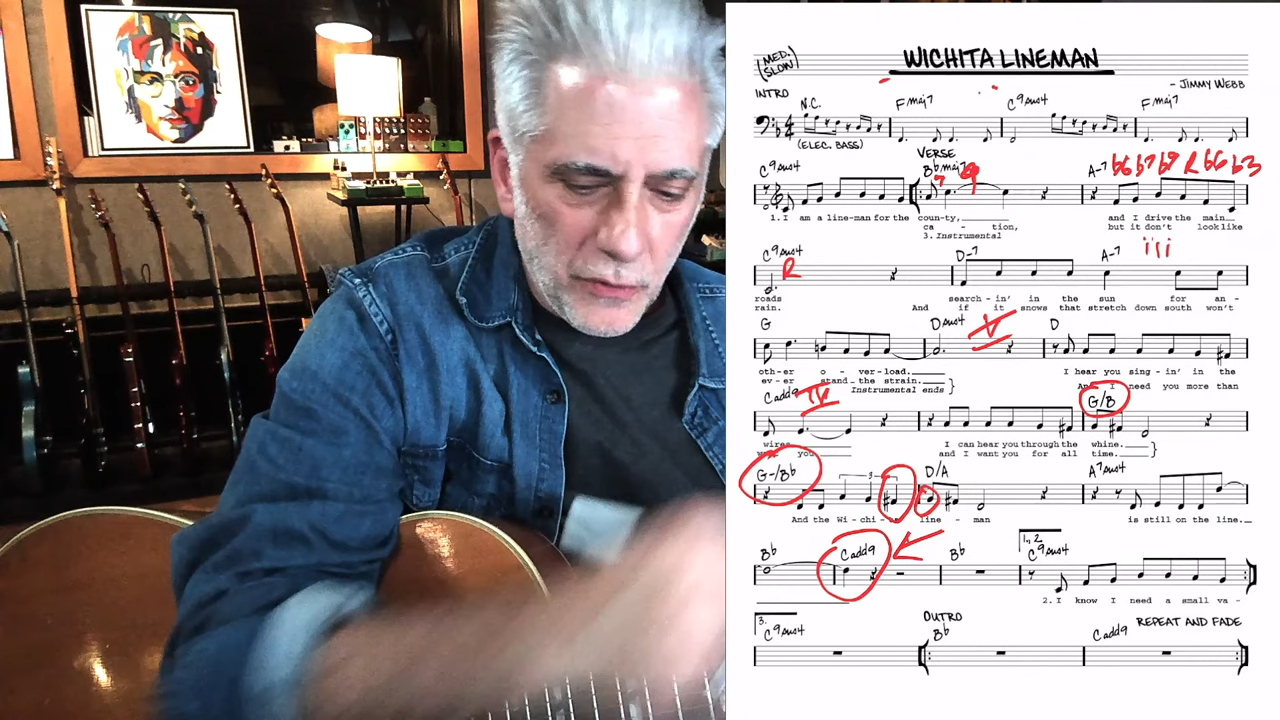 WICHITA LINEMAN
(MED. SLOW)
- JIMMY WEBB
INTRO
N.C. Fmaj7 C9sus4 Fmaj7
(ELEC. BASS)
VERSE
C9sus4 Bbmaj7 A-7
7 9 b6 b7 b9 R b6 b3
1. I am a line-man for the coun-ty, and I drive the main
ca - tion, but it don't look like
3. Instrumental
C9sus4 D-7 A-7
R
roads search - in' in the sun for an -
rain. And if it snows that stretch down south won't
G Dsus4 D
V
oth-er o - ver-load. I hear you sing-in' in the
ev-er stand the strain. And I need you more than
Instrumental ends }
Cadd9 G/B
IV
wires I can hear you through the whine.
you and I want you for all time. }
G-/Bb D/A A7sus4
3
And the Wi - chi - line - man is still on the line.
Bb Cadd9 Bb 1, 2. C9sus4
2. I know I need a small va -
3. C9sus4
OUTRO
Bb Cadd9 REPEAT AND FADE